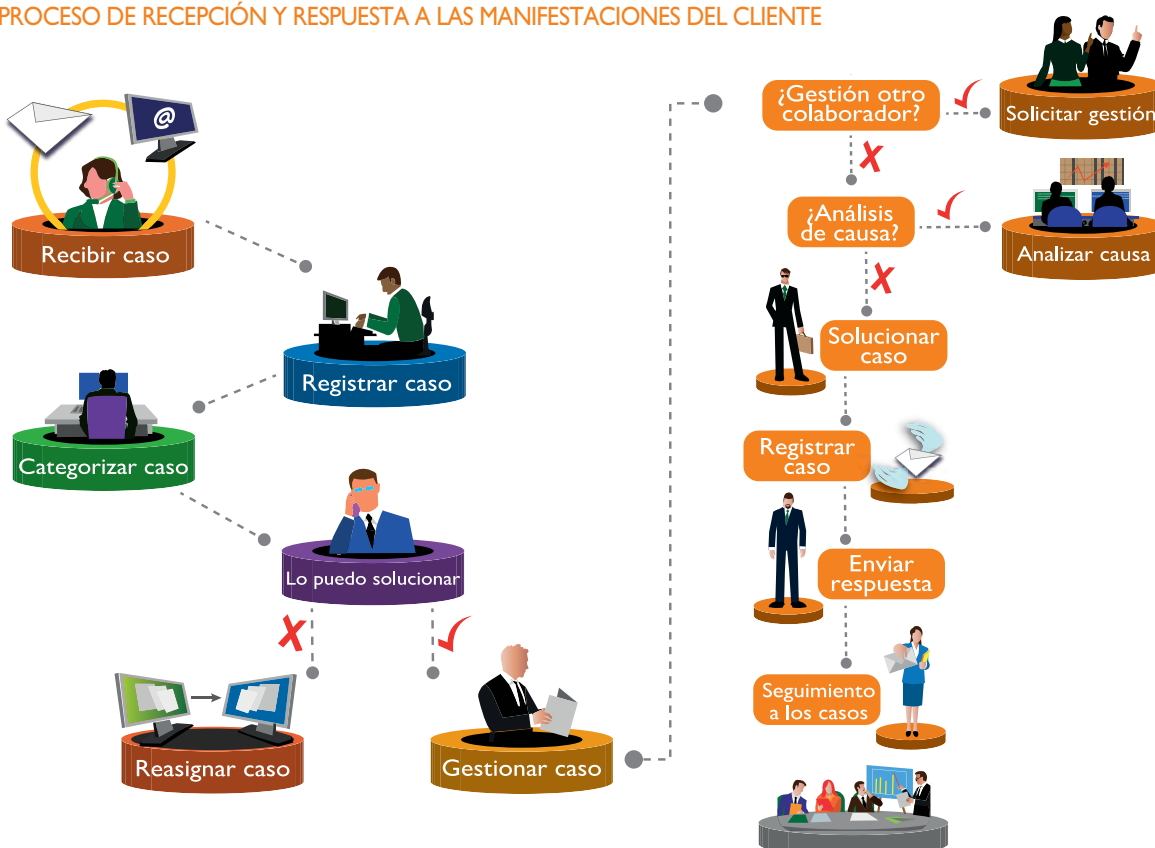 PROCESO DE RECEPCIÓN Y RESPUESTA A LAS MANIFESTACIONES DEL CLIENTE
@
Recibir caso
Registrar caso
Categorizar caso
Lo puedo solucionar
Reasignar caso
Gestionar caso
¿Gestión otro
colaborador?
Solicitar gestión
¿Análisis
de causa?
Analizar causa
Solucionar
caso
Registrar
caso
Enviar
respuesta
Seguimiento
a los casos